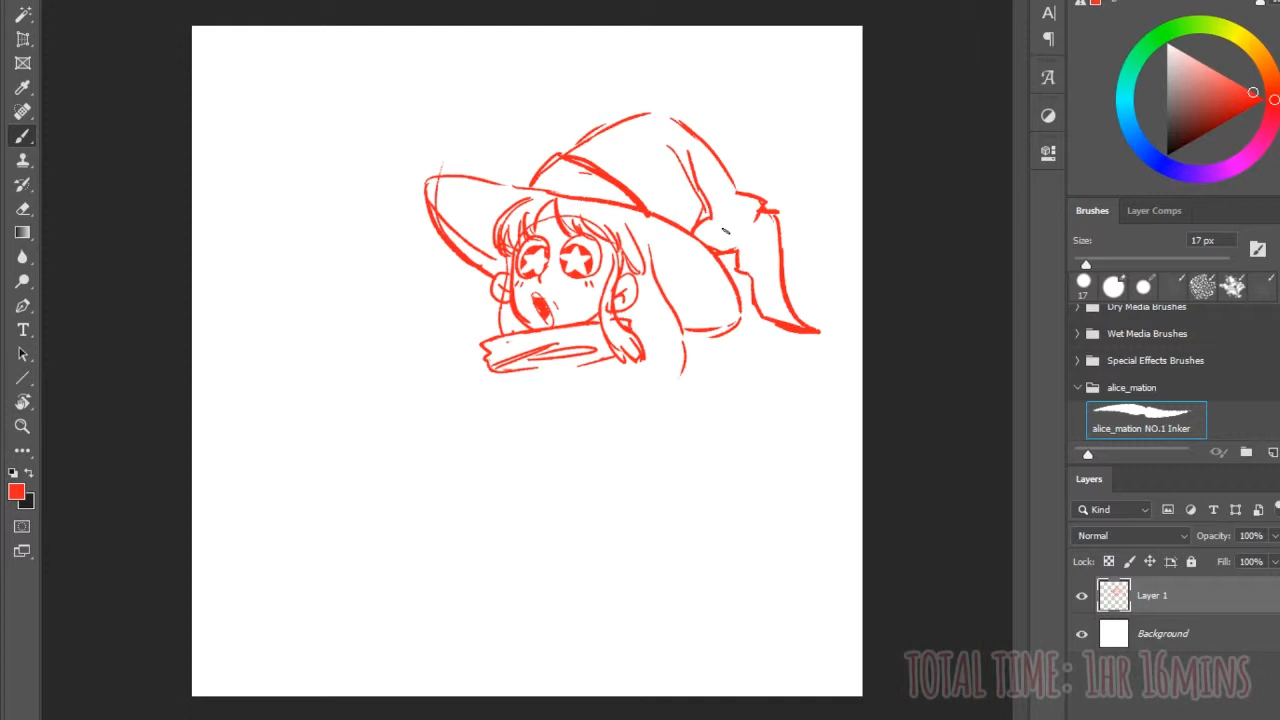 A|
¶
A
Brushes
Layer Comps
Size:
17 px
17
Dry Media Brushes
Wet Media Brushes
Special Effects Brushes
alice_mation
alice_mation NO.1 Inker
Layers
Kind
T
Normal
Opacity: 100%
Lock:
Fill: 100%
Layer 1
Background
TOTAL TIME: 1HR 16MINS
T